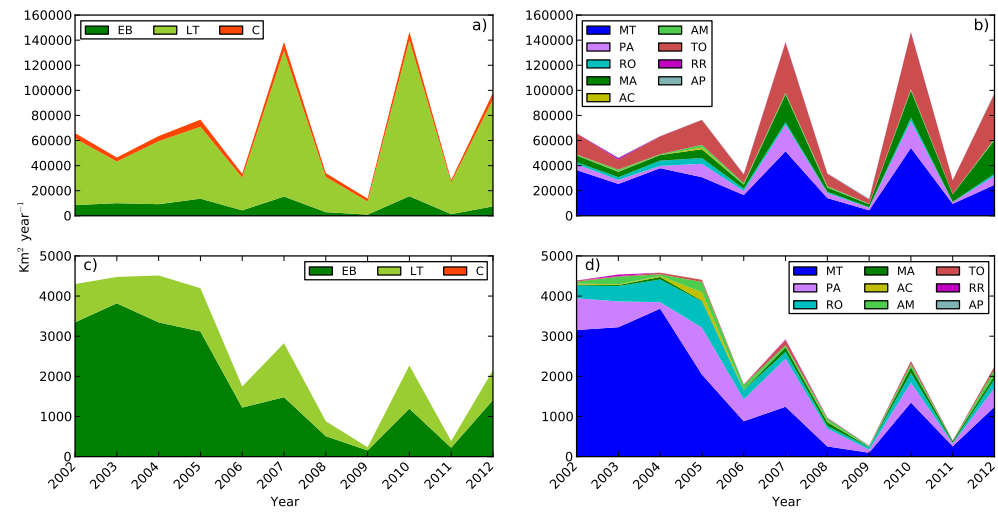 160000
140000
120000
100000
80000
60000
40000
20000
0
EB LT C
a)
160000
140000
120000
100000
80000
60000
40000
20000
0
MT AM
PA TO
RO RR
MA AP
AC
b)
Km² year⁻¹
5000
4000
3000
2000
1000
0
c)
EB LT C
2002 2003 2004 2005 2006 2007 2008 2009 2010 2011 2012
Year
5000
4000
3000
2000
1000
0
d)
MT MA TO
PA AC RR
RO AM AP
2002 2003 2004 2005 2006 2007 2008 2009 2010 2011 2012
Year